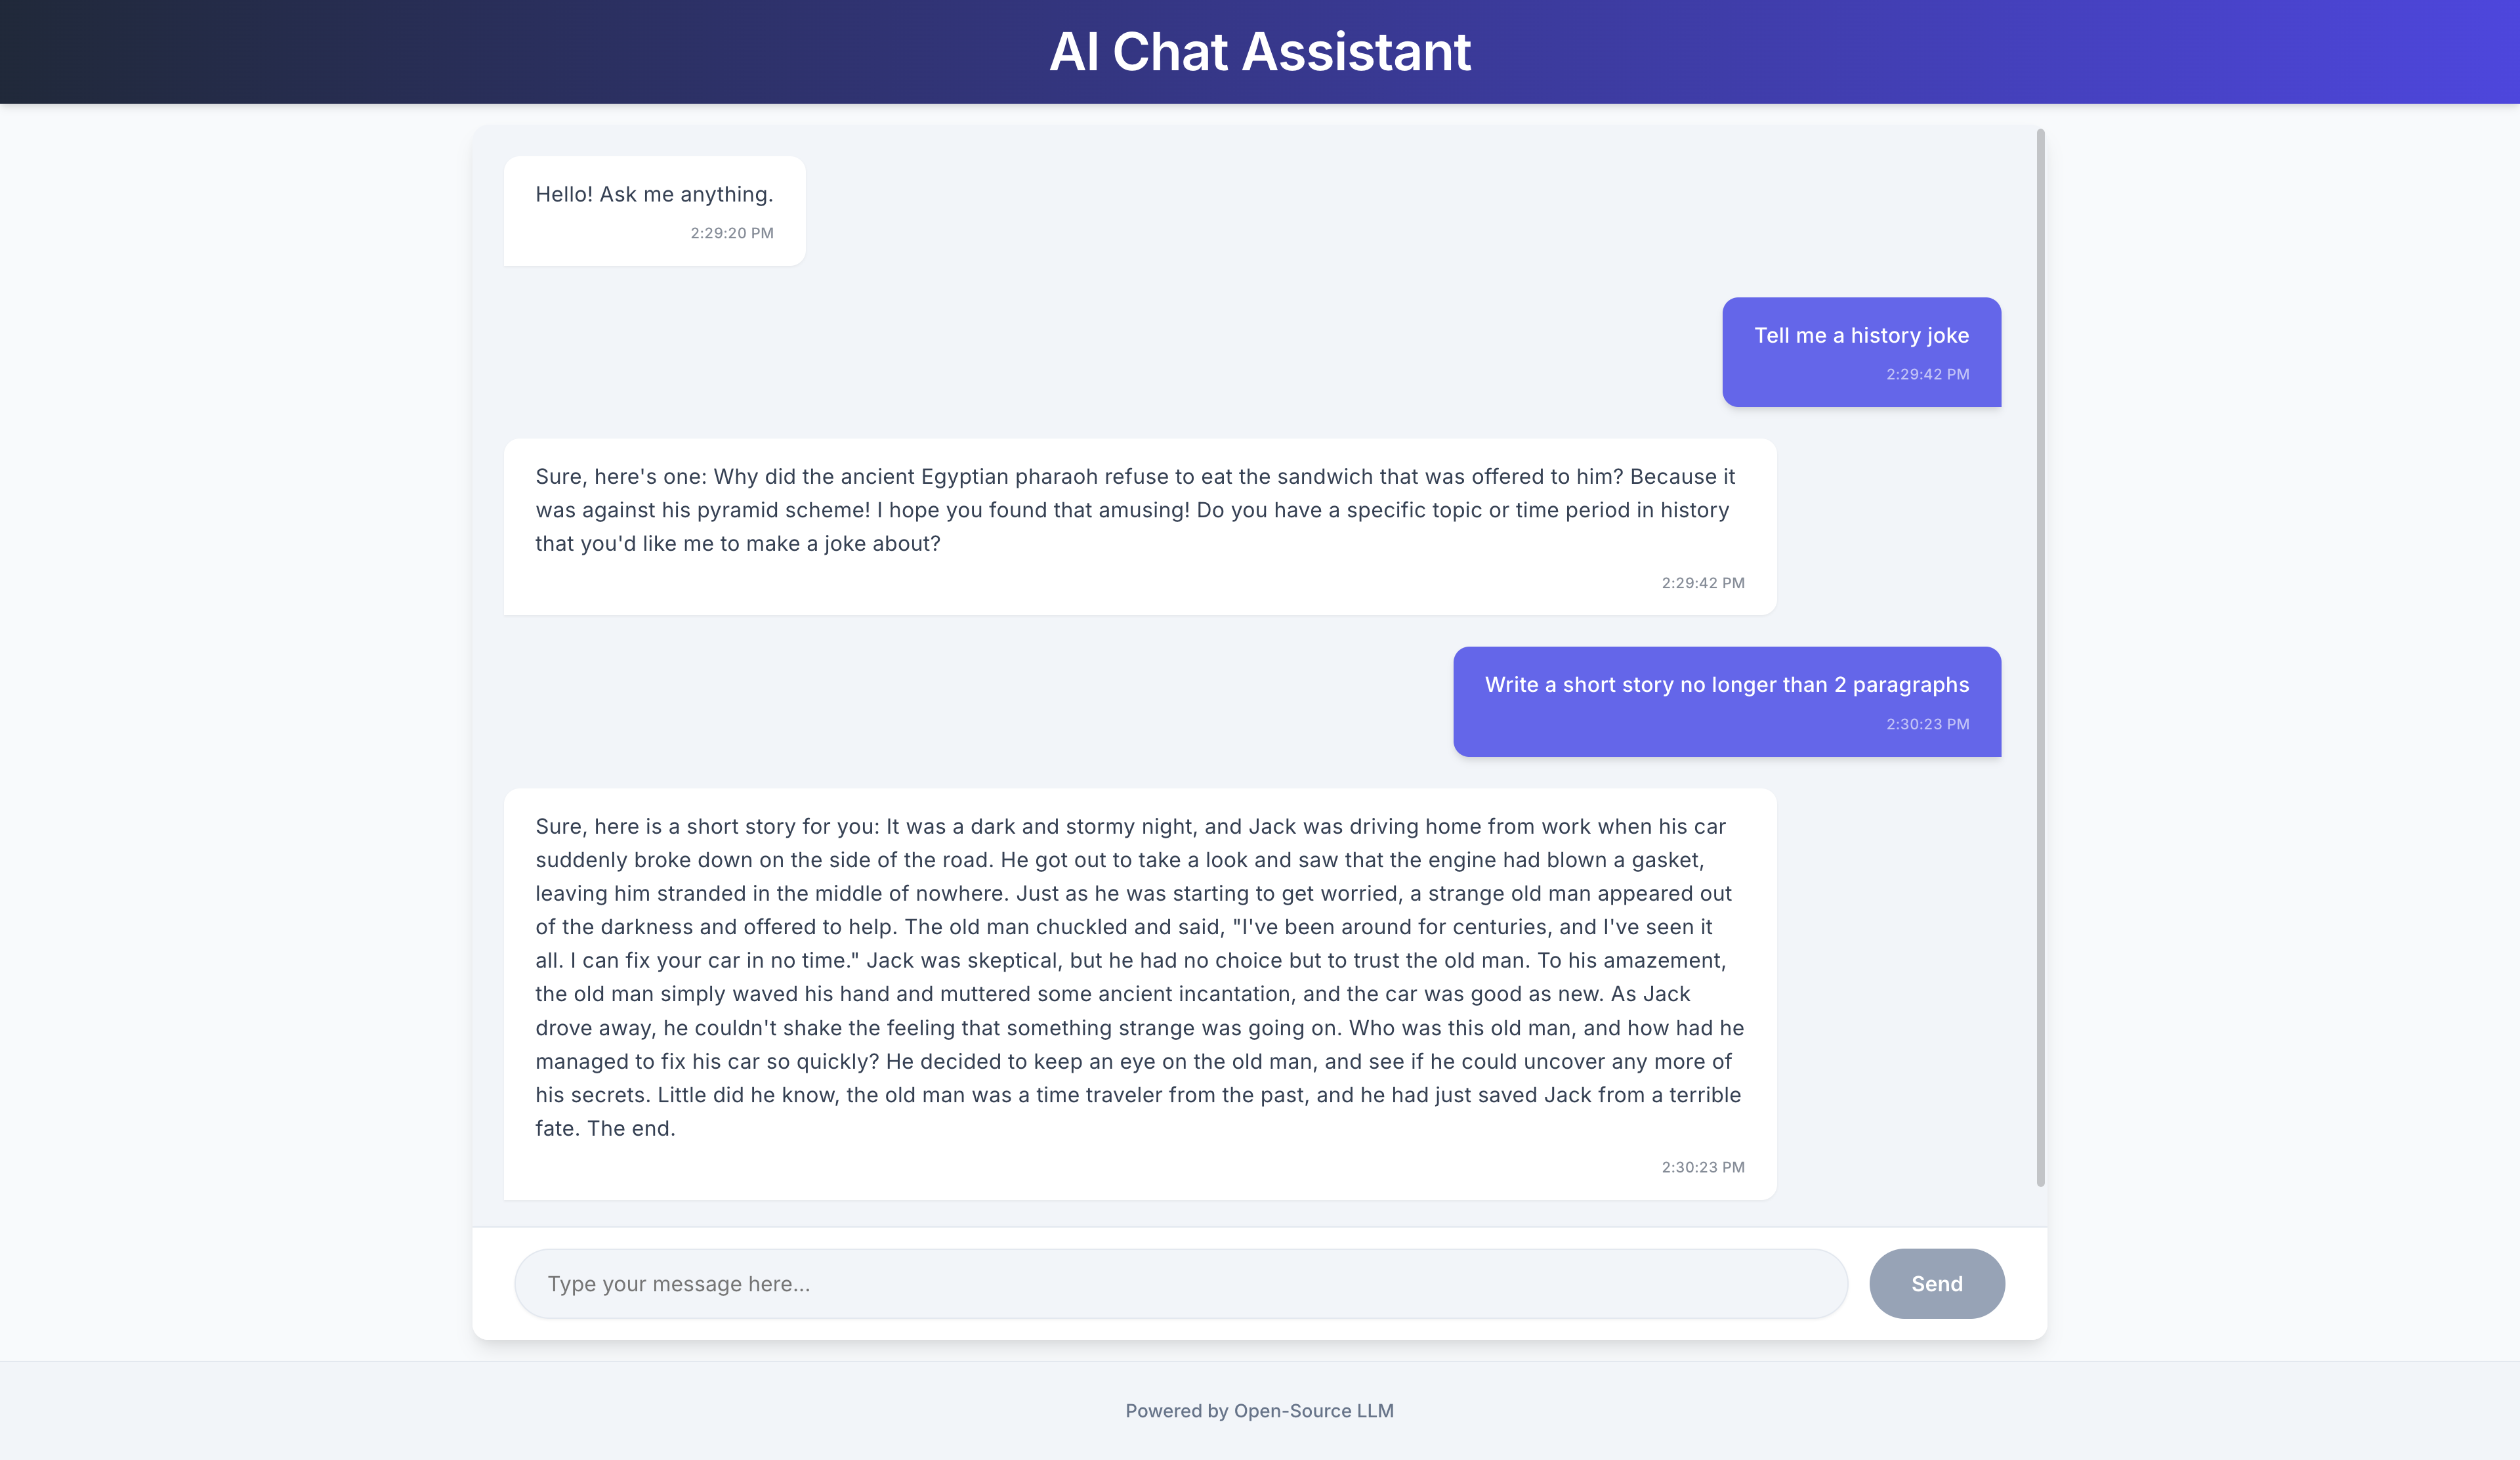 AI Chat Assistant
Hello! Ask me anything.
2:29:20 PM
Tell me a history joke
2:29:42 PM
Sure, here's one: Why did the ancient Egyptian pharaoh refuse to eat the sandwich that was offered to him? Because it
was against his pyramid scheme! I hope you found that amusing! Do you have a specific topic or time period in history
that you'd like me to make a joke about?
2:29:42 PM
Write a short story no longer than 2 paragraphs
2:30:23 PM
Sure, here is a short story for you: It was a dark and stormy night, and Jack was driving home from work when his car
suddenly broke down on the side of the road. He got out to take a look and saw that the engine had blown a gasket,
leaving him stranded in the middle of nowhere. Just as he was starting to get worried, a strange old man appeared out
of the darkness and offered to help. The old man chuckled and said, "I've been around for centuries, and I've seen it
all. I can fix your car in no time." Jack was skeptical, but he had no choice but to trust the old man. To his amazement,
the old man simply waved his hand and muttered some ancient incantation, and the car was good as new. As Jack
drove away, he couldn't shake the feeling that something strange was going on. Who was this old man, and how had he
managed to fix his car so quickly? He decided to keep an eye on the old man, and see if he could uncover any more of
his secrets. Little did he know, the old man was a time traveler from the past, and he had just saved Jack from a terrible
fate. The end.
2:30:23 PM
Type your message here...
Send
Powered by Open-Source LLM